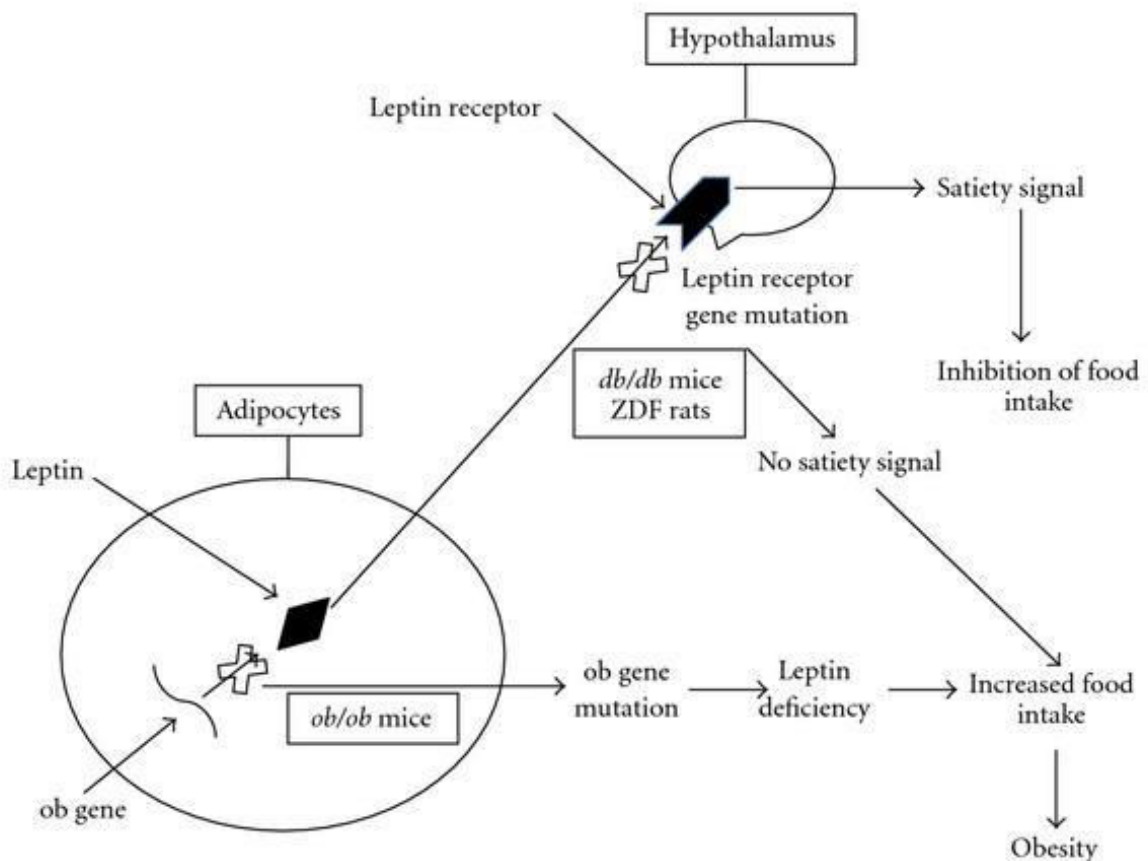 Hypothalamus
Leptin receptor
Satiety signal
Leptin receptor
gene mutation
db/db mice
ZDF rats
Inhibition of food
intake
Adipocytes
Leptin
No satiety signal
ob gene
mutation
Leptin
deficiency
Increased food
intake
ob/ob mice
ob gene
Obesity